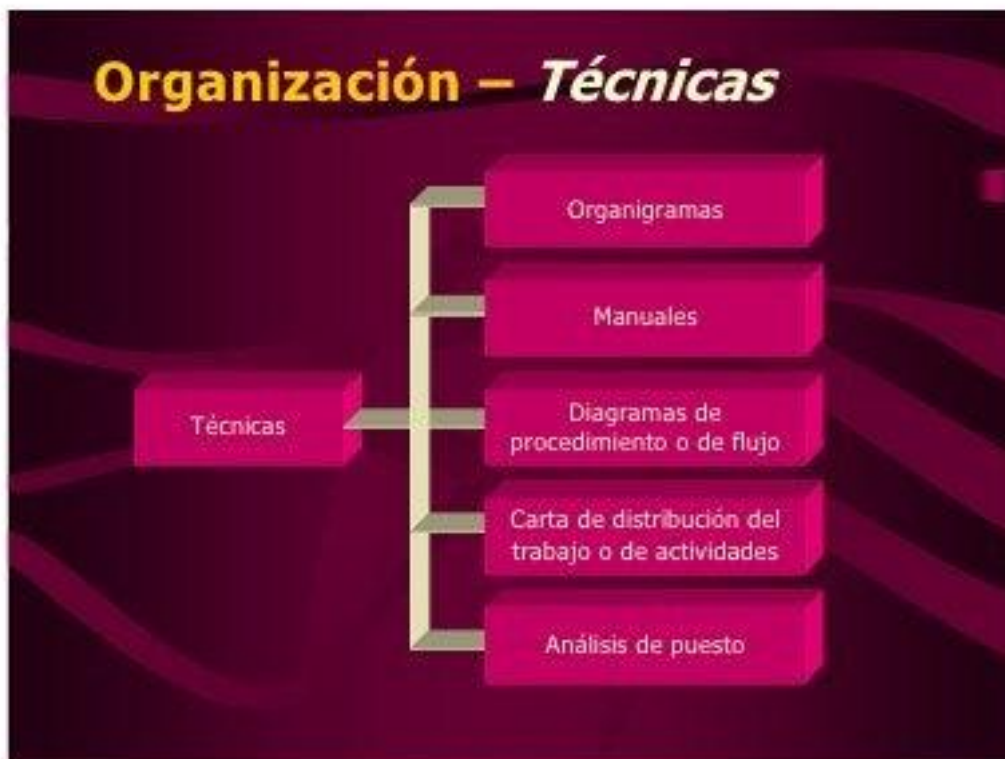 Organización – Técnicas
Organigramas
Manuales
Técnicas
Diagramas de
procedimiento o de flujo
Carta de distribución del
trabajo o de actividades
Análisis de puesto